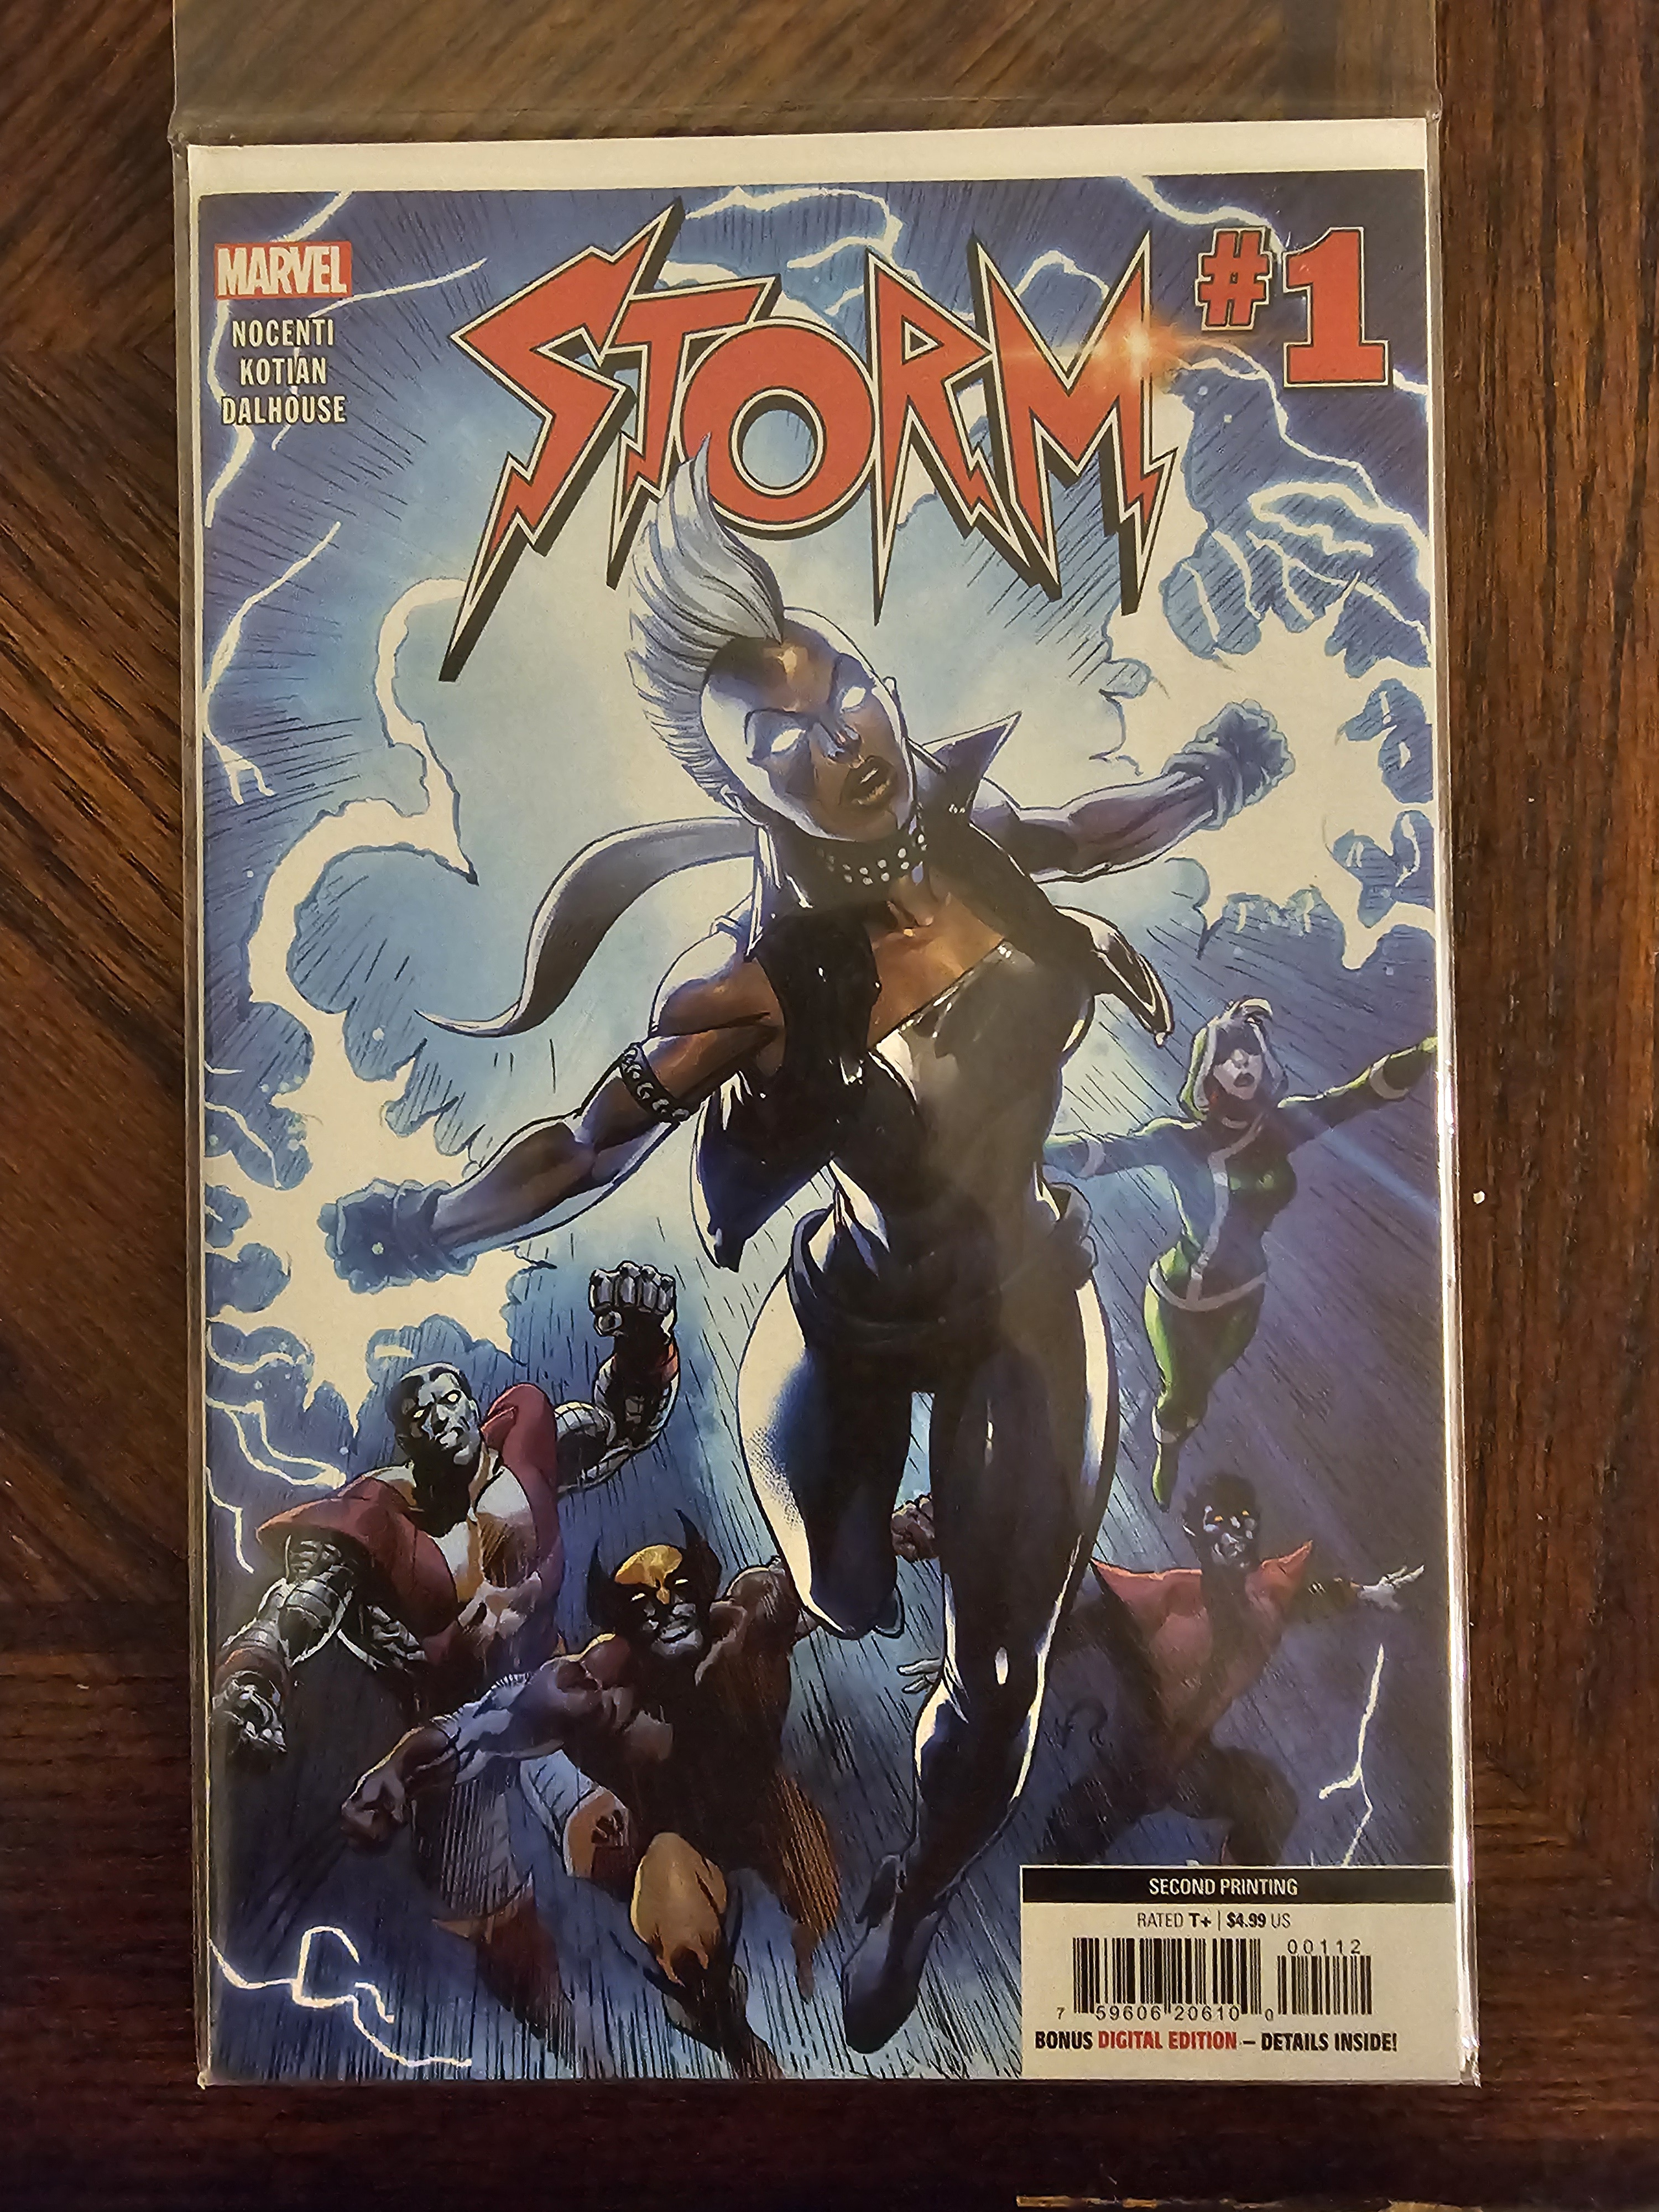 MARVEL
NOCENTI
KOTIAN
DALHOUSE
STORM
#1
SECOND PRINTING
RATED T+ | $4.99 US
00112
7 59606 20610 0
BONUS DIGITAL EDITION – DETAILS INSIDE!